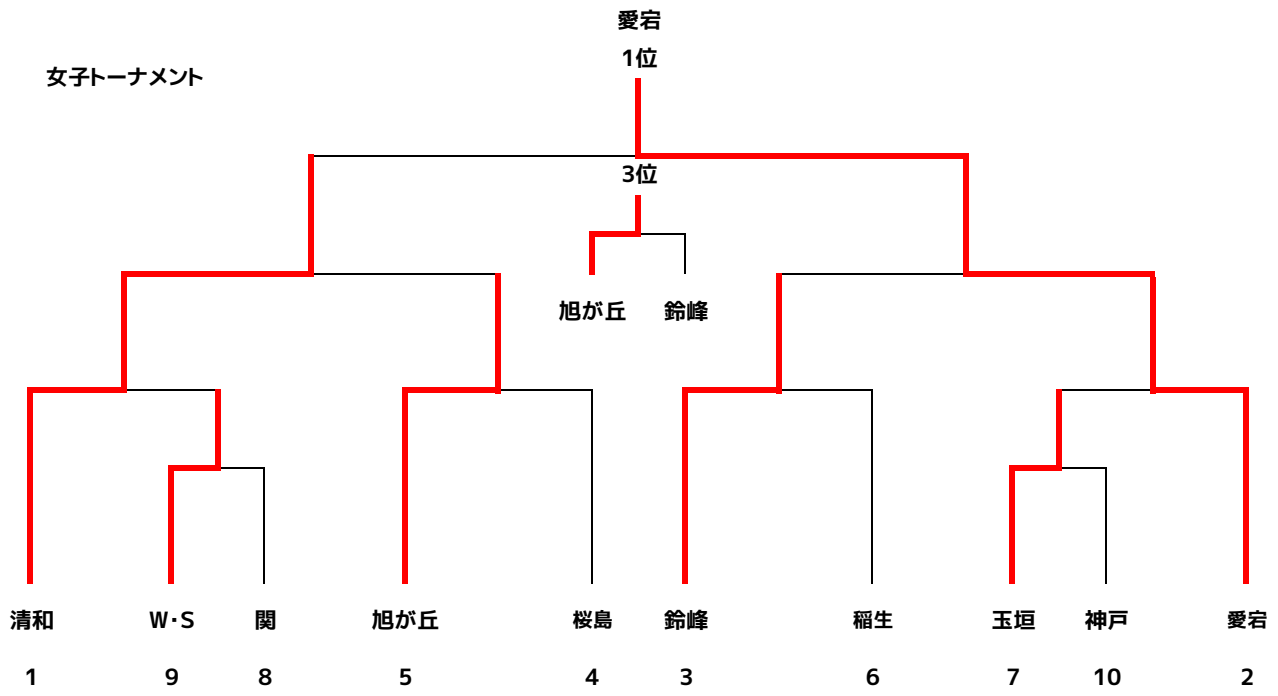 愛宕
1位
女子トーナメント
3位
旭が丘 鈴峰
清和 W･S 関 旭が丘 桜島 鈴峰 稲生 玉垣 神戸 愛宕
1 9 8 5 4 3 6 7 10 2